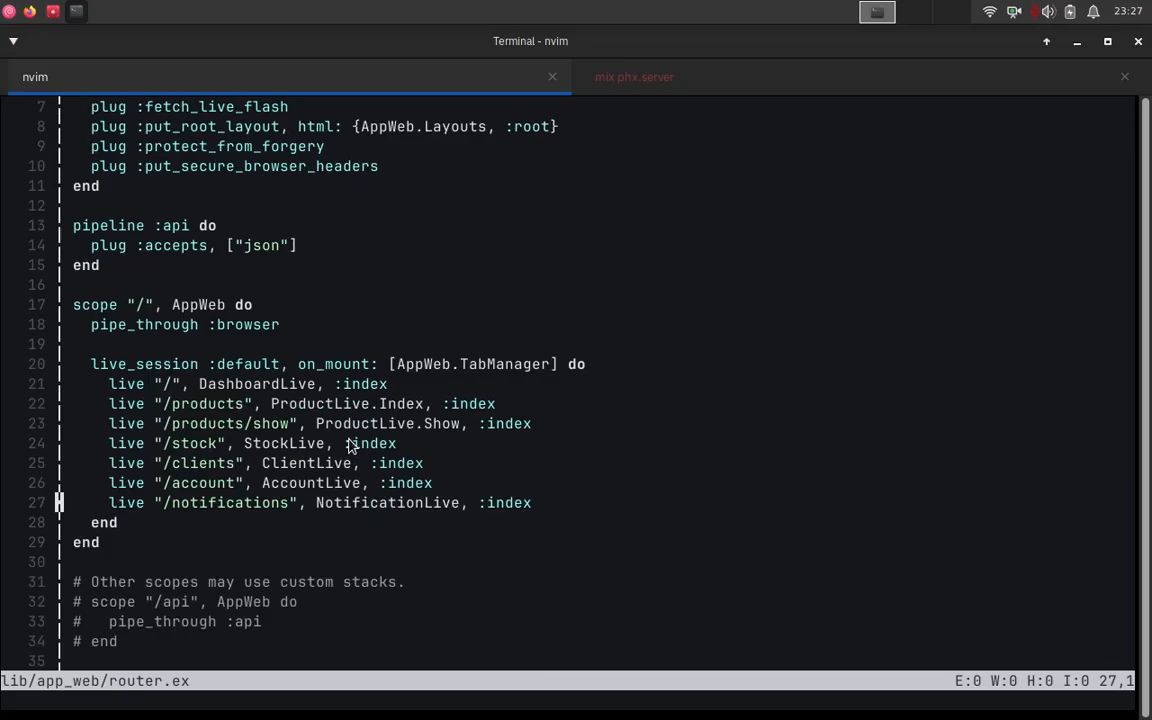 23:27
Terminal - nvim
nvim
mix phx.server
7 plug :fetch_live_flash
8 plug :put_root_layout, html: {AppWeb.Layouts, :root}
9 plug :protect_from_forgery
10 plug :put_secure_browser_headers
11 end
12
13 pipeline :api do
14 plug :accepts, ["json"]
15 end
16
17 scope "/", AppWeb do
18 pipe_through :browser
19
20 live_session :default, on_mount: [AppWeb.TabManager] do
21 live "/", DashboardLive, :index
22 live "/products", ProductLive.Index, :index
23 live "/products/show", ProductLive.Show, :index
24 live "/stock", StockLive, :index
25 live "/clients", ClientLive, :index
26 live "/account", AccountLive, :index
27 live "/notifications", NotificationLive, :index
28 end
29 end
30
31 # Other scopes may use custom stacks.
32 # scope "/api", AppWeb do
33 #   pipe_through :api
34 # end
35
lib/app_web/router.ex E:0 W:0 H:0 I:0 27,1